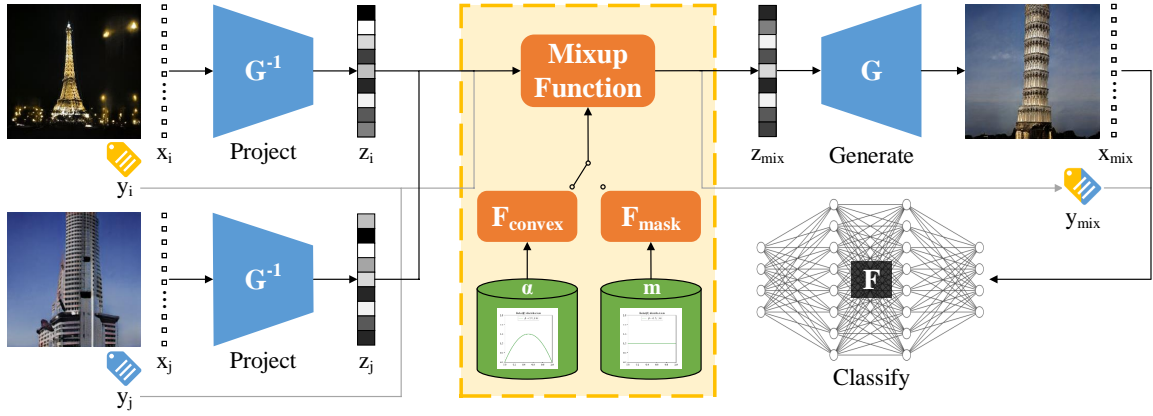 G-1
Project
xi
yi
zi
G-1
Project
xj
yj
zj
Mixup
Function
Fconvex
Fmask
α
m
zmix
G
Generate
xmix
ymix
F
Classify